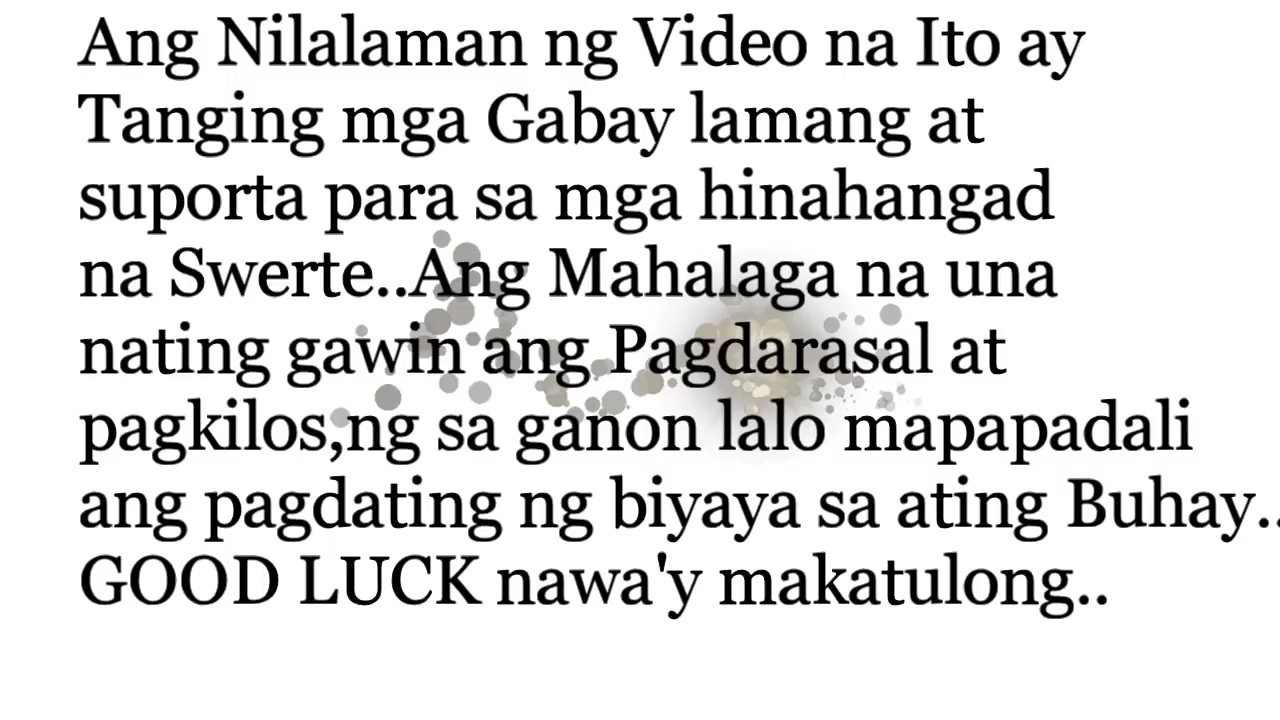 Ang Nilalaman ng Video na Ito ay
Tanging mga Gabay lamang at
suporta para sa mga hinahangad
na Swerte..Ang Mahalaga na una
nating gawin ang Pagdarasal at
pagkilos,ng sa ganon lalo mapapadali
ang pagdating ng biyaya sa ating Buhay..
GOOD LUCK nawa'y makatulong..